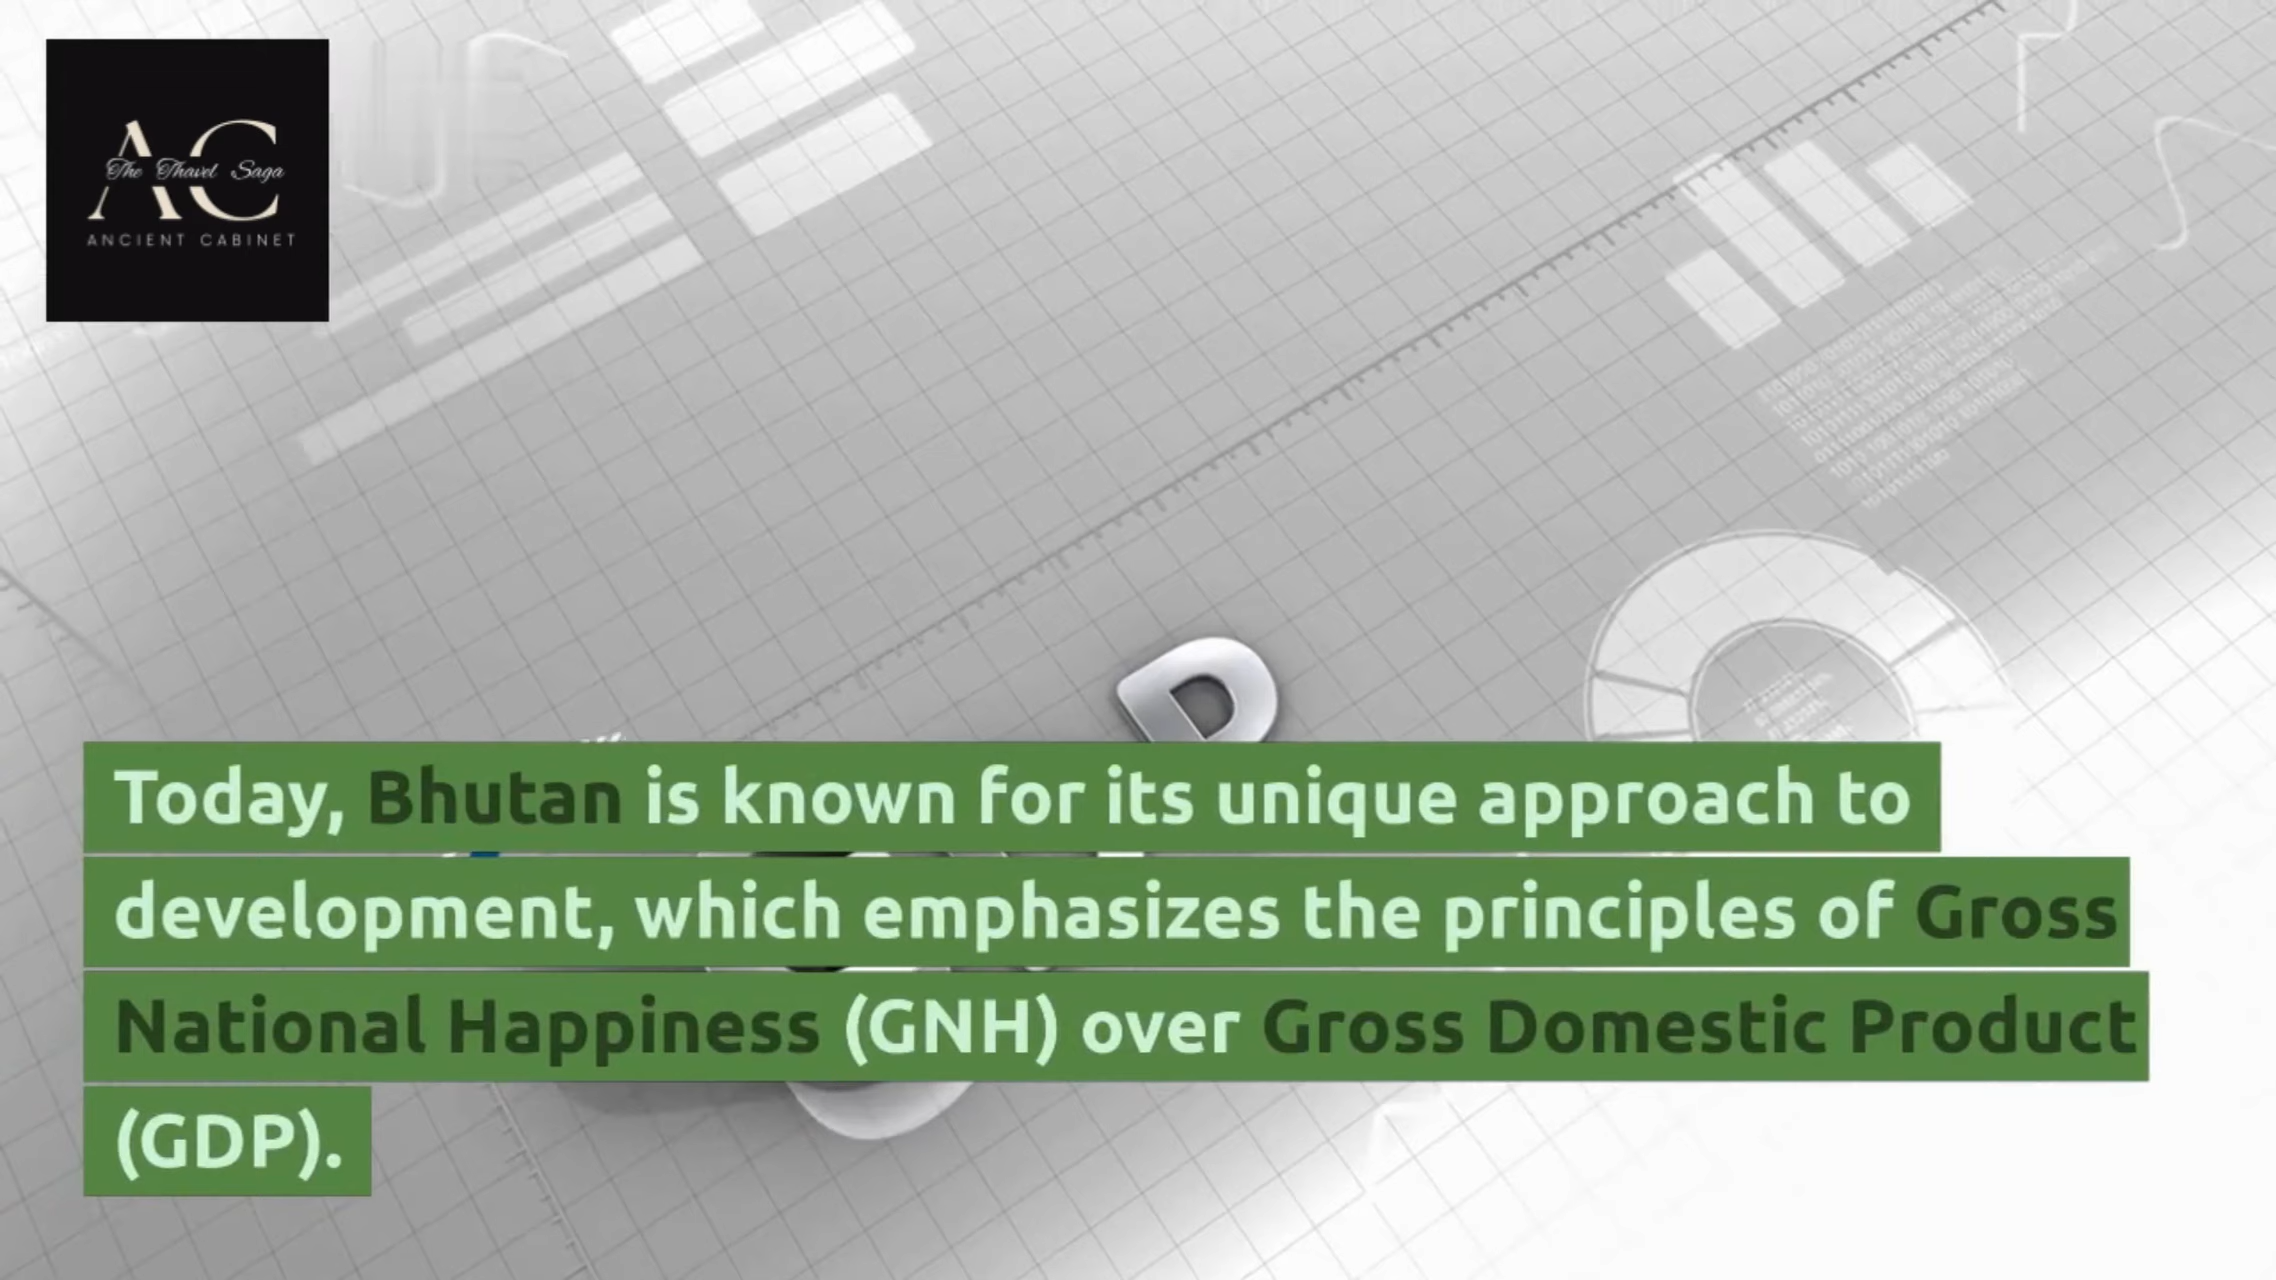 The Thavel Saga
AC
ANCIENT CABINET
D
Today, Bhutan is known for its unique approach to
development, which emphasizes the principles of Gross
National Happiness (GNH) over Gross Domestic Product
(GDP).